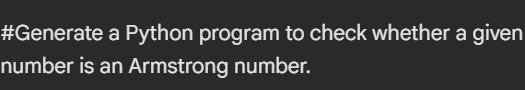 #Generate a Python program to check whether a given
number is an Armstrong number.